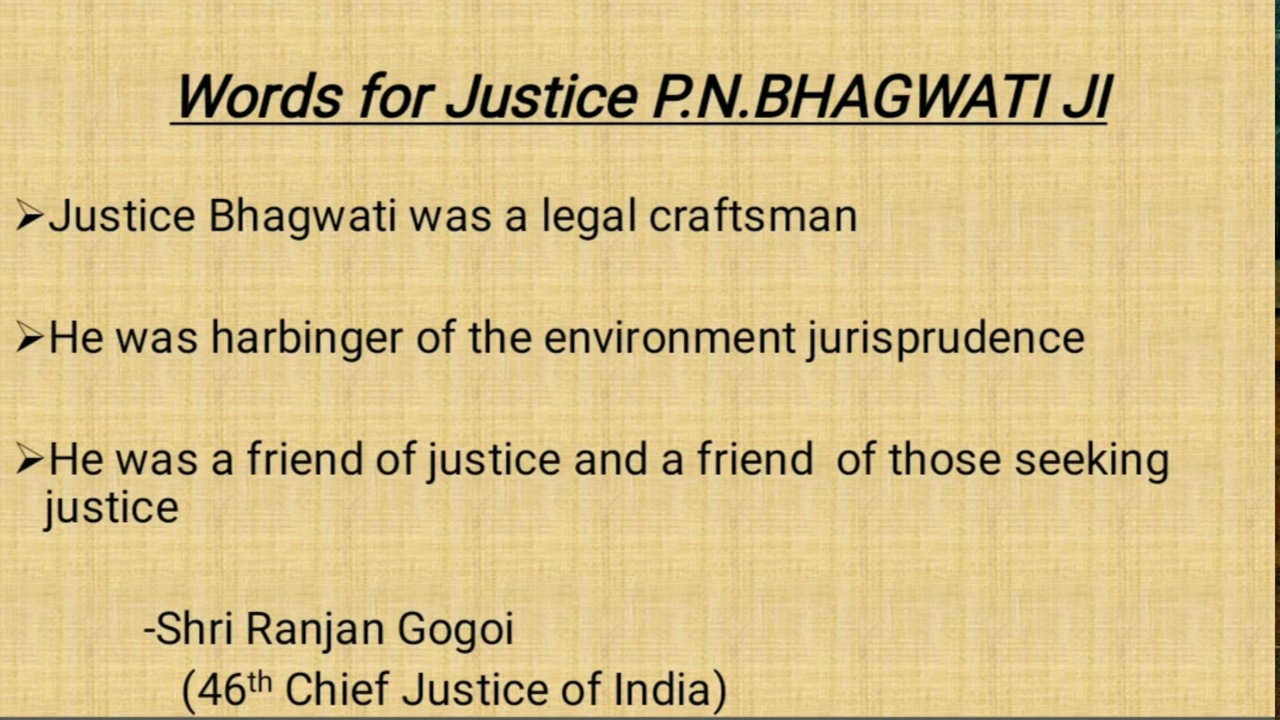 Words for Justice P.N.BHAGWATI JI
➢Justice Bhagwati was a legal craftsman
➢He was harbinger of the environment jurisprudence
➢He was a friend of justice and a friend  of those seeking
justice
-Shri Ranjan Gogoi
(46th Chief Justice of India)